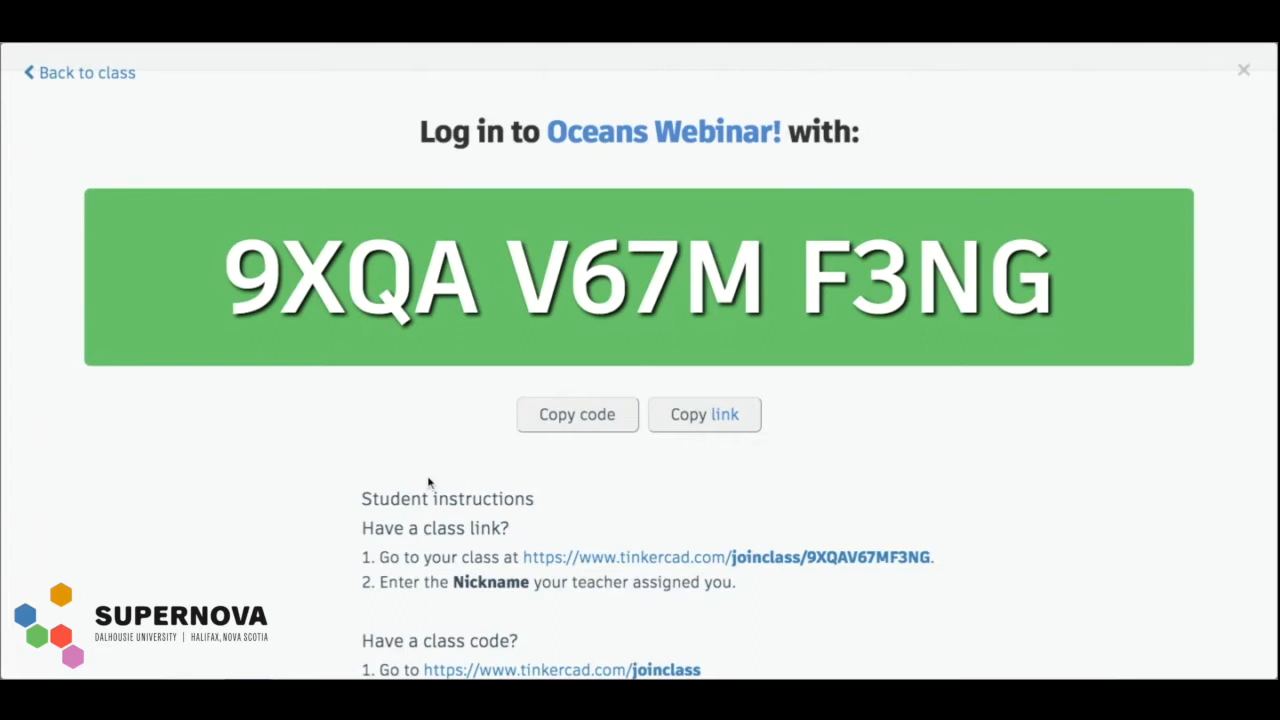 Back to class
×
Log in to Oceans Webinar! with:
9XQA V67M F3NG
Copy code
Copy link
Student instructions
Have a class link?
1. Go to your class at https://www.tinkercad.com/joinclass/9XQAV67MF3NG.
2. Enter the Nickname your teacher assigned you.
Have a class code?
1. Go to https://www.tinkercad.com/joinclass
SUPERNOVA
DALHOUSIE UNIVERSITY | HALIFAX, NOVA SCOTIA